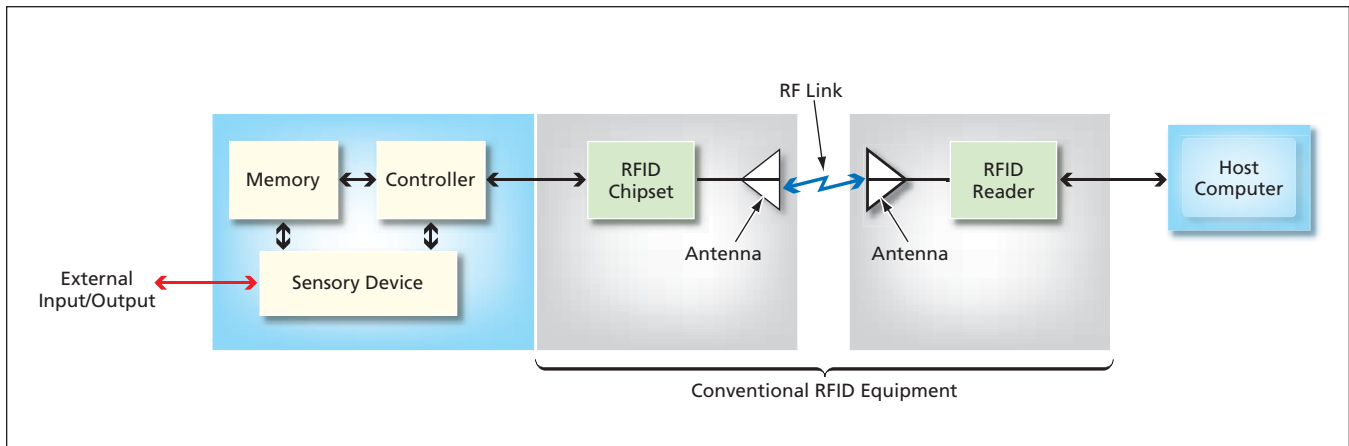 RF Link
Memory
Controller
RFID
Chipset
RFID
Reader
Host
Computer
Antenna
Antenna
External
Input/Output
Sensory Device
Conventional RFID Equipment